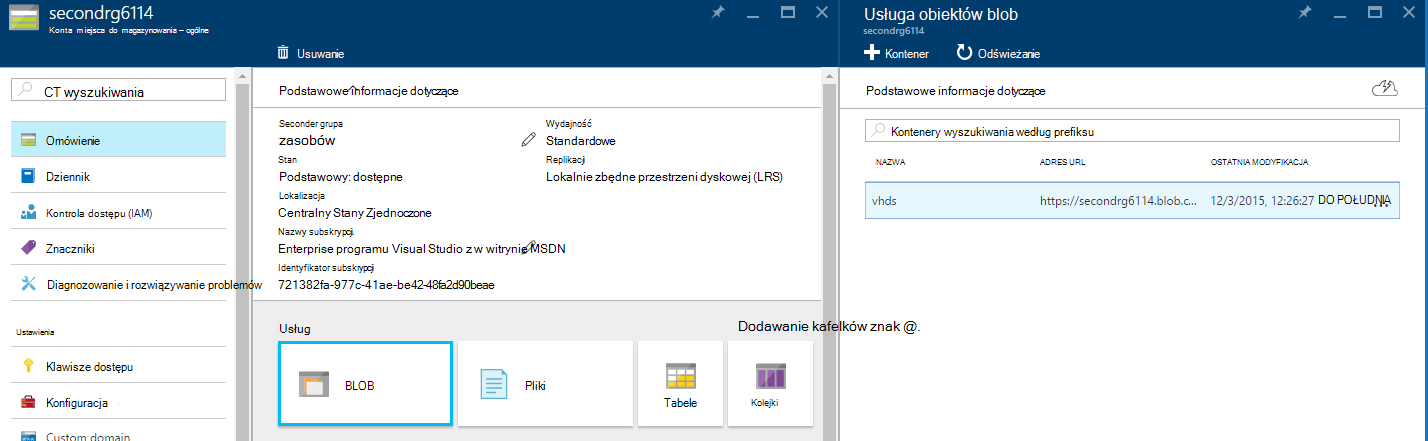 secondrg6114
Konta miejsca do magazynowania – ogólne
Usuwanie
CT wyszukiwania
Omówienie
Dziennik
Kontrola dostępu (IAM)
Znaczniki
Diagnozowanie i rozwiązywanie problemów
Ustawienia
Klawisze dostępu
Konfiguracja
Custom domain
Podstawowe informacje dotyczące
Seconder grupa
zasobów
Stan
Podstawowy: dostępne
Lokalizacja
Centralny Stany Zjednoczone
Nazwy subskrypcji
Enterprise programu Visual Studio z w witrynie MSDN
Identyfikator subskrypcji
721382fa-977c-41ae-be42-48fa2d90beae
Wydajność
Standardowe
Replikacji
Lokalnie zbędne przestrzeni dyskowej (LRS)
Usług
Dodawanie kafelków znak @.
BLOB
Pliki
Tabele
Kolejki
Usługa obiektów blob
secondrg6114
Kontener
Odświeżanie
Podstawowe informacje dotyczące
Kontenery wyszukiwania według prefiksu
NAZWA ADRES URL OSTATNIA MODYFIKACJA
vhds https://secondrg6114.blob.c... 12/3/2015, 12:26:27 DO POŁUDNIA ...